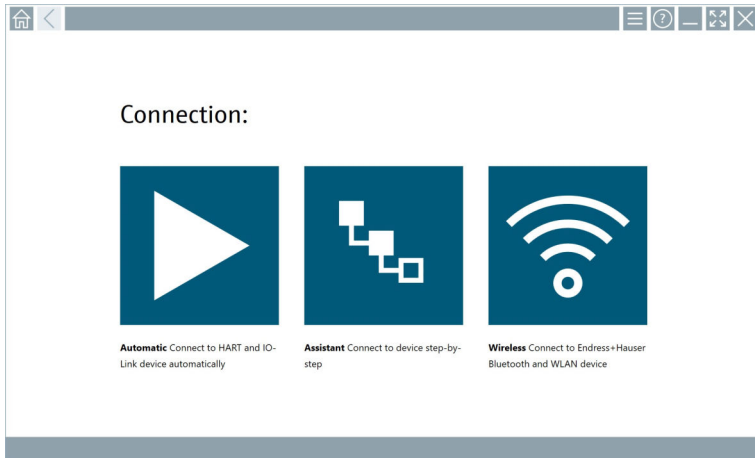 Connection:
Automatic Connect to HART and IO-
Link device automatically
Assistant Connect to device step-by-
step
Wireless Connect to Endress+Hauser
Bluetooth and WLAN device